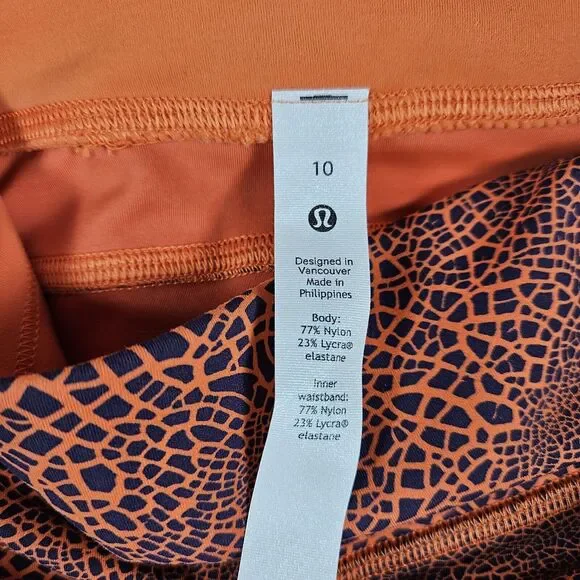 10
Designed in
Vancouver
Made in
Philippines
Body:
77% Nylon
23% Lycra®
elastane
Inner
waistband:
77% Nylon
23% Lycra®
elastane